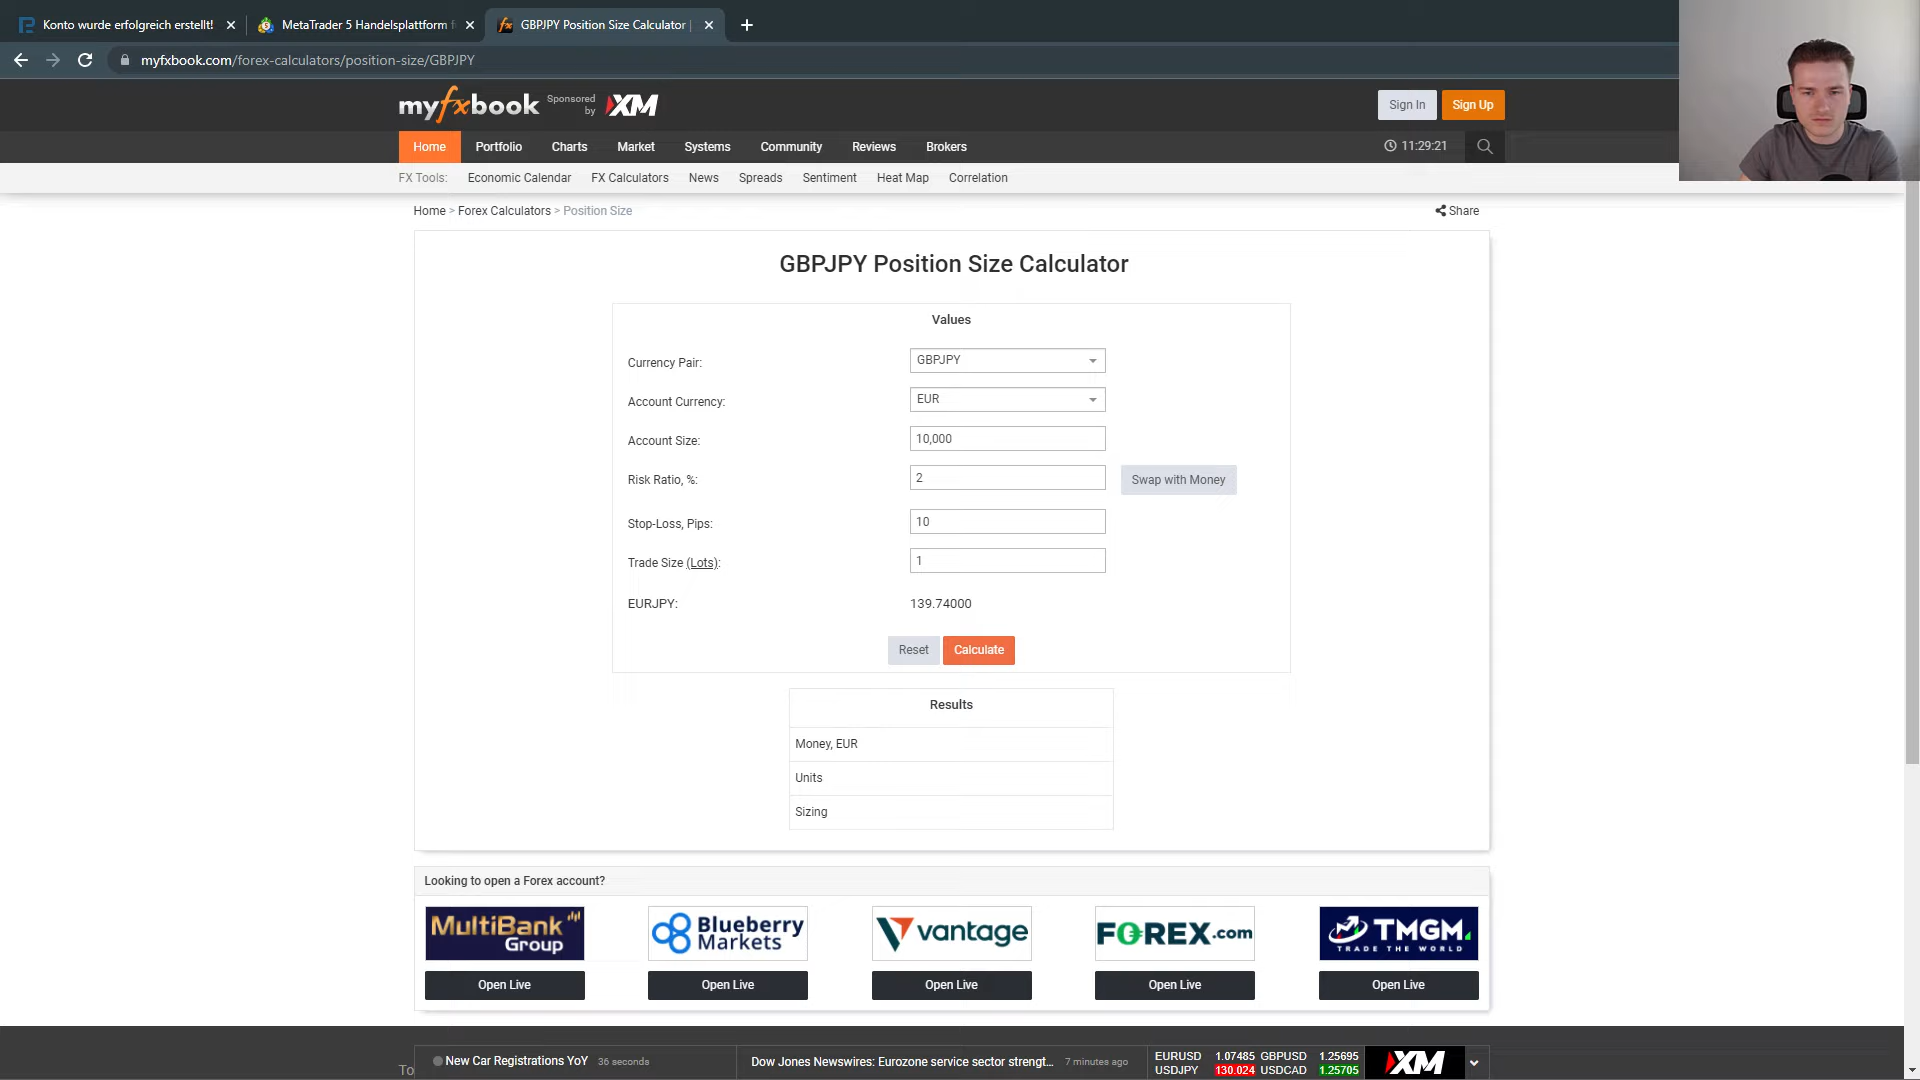 Konto wurde erfolgreich erstellt!
MetaTrader 5 Handelsplattform f
GBPJPY Position Size Calculator |
myfxbook.com/forex-calculators/position-size/GBPJPY
myfxbook
Sponsored by
XM
Sign In
Sign Up
Home
Portfolio
Charts
Market
Systems
Community
Reviews
Brokers
11:29:21
FX Tools:
Economic Calendar
FX Calculators
News
Spreads
Sentiment
Heat Map
Correlation
Home > Forex Calculators > Position Size
Share
GBPJPY Position Size Calculator
Values
Currency Pair:
GBPJPY
Account Currency:
EUR
Account Size:
10,000
Risk Ratio, %:
2
Swap with Money
Stop-Loss, Pips:
10
Trade Size (Lots):
1
EURJPY:
139.74000
Reset
Calculate
Results
Money, EUR
Units
Sizing
Looking to open a Forex account?
MultiBank Group
Blueberry Markets
vantage
FOREX.com
TMGM
TRADE THE WORLD
Open Live
Open Live
Open Live
Open Live
Open Live
To
New Car Registrations YoY
36 seconds
Dow Jones Newswires: Eurozone service sector strengt...
7 minutes ago
EURUSD 1.07485 GBPUSD 1.25695
USDJPY 130.024 USDCAD 1.25705
XM